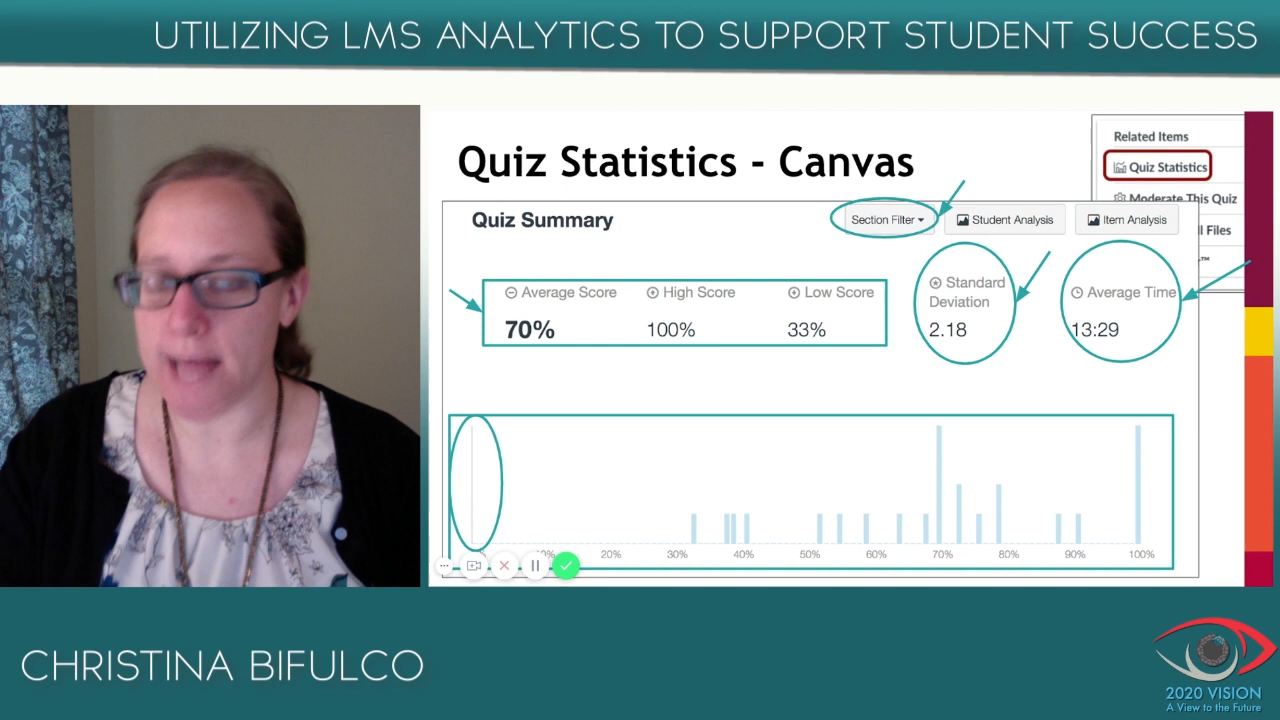 UTILIZING LMS ANALYTICS TO SUPPORT STUDENT SUCCESS
Quiz Statistics - Canvas
Related Items
Quiz Statistics
Moderate This Quiz
l Files
™
Quiz Summary
Section Filter
Student Analysis
Item Analysis
Average Score
High Score
Low Score
Standard
Deviation
Average Time
70%
100%
33%
2.18
13:29
10% 20% 30% 40% 50% 60% 70% 80% 90% 100%
CHRISTINA BIFULCO
2020 VISION
A View to the Future